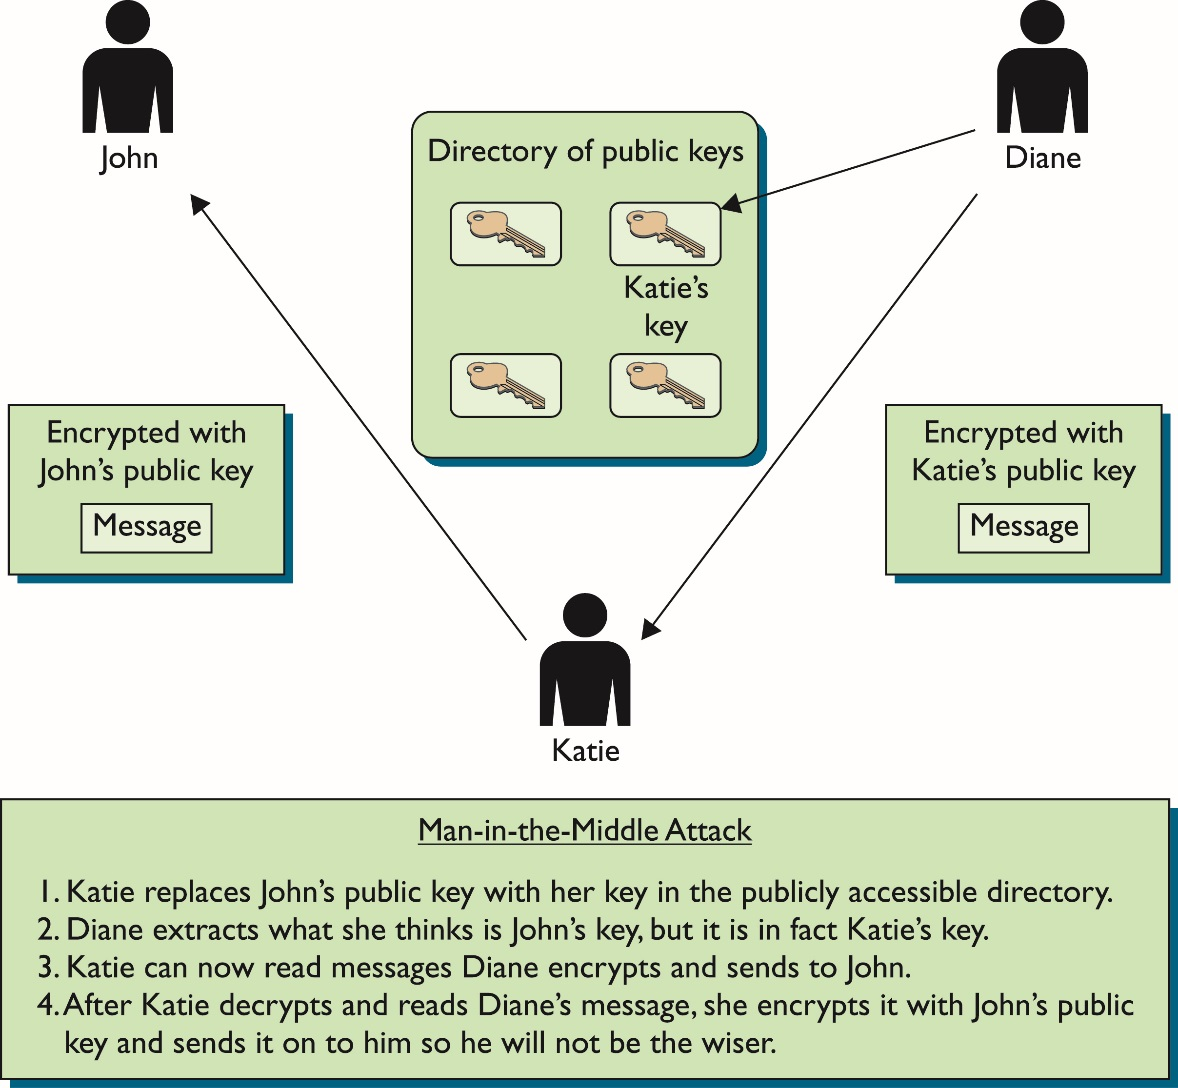 John
Diane
Directory of public keys
Katie's
key
Encrypted with
John's public key
Message
Encrypted with
Katie's public key
Message
Katie
Man-in-the-Middle Attack
1. Katie replaces John's public key with her key in the publicly accessible directory.
2. Diane extracts what she thinks is John's key, but it is in fact Katie's key.
3. Katie can now read messages Diane encrypts and sends to John.
4. After Katie decrypts and reads Diane's message, she encrypts it with John's public
key and sends it on to him so he will not be the wiser.